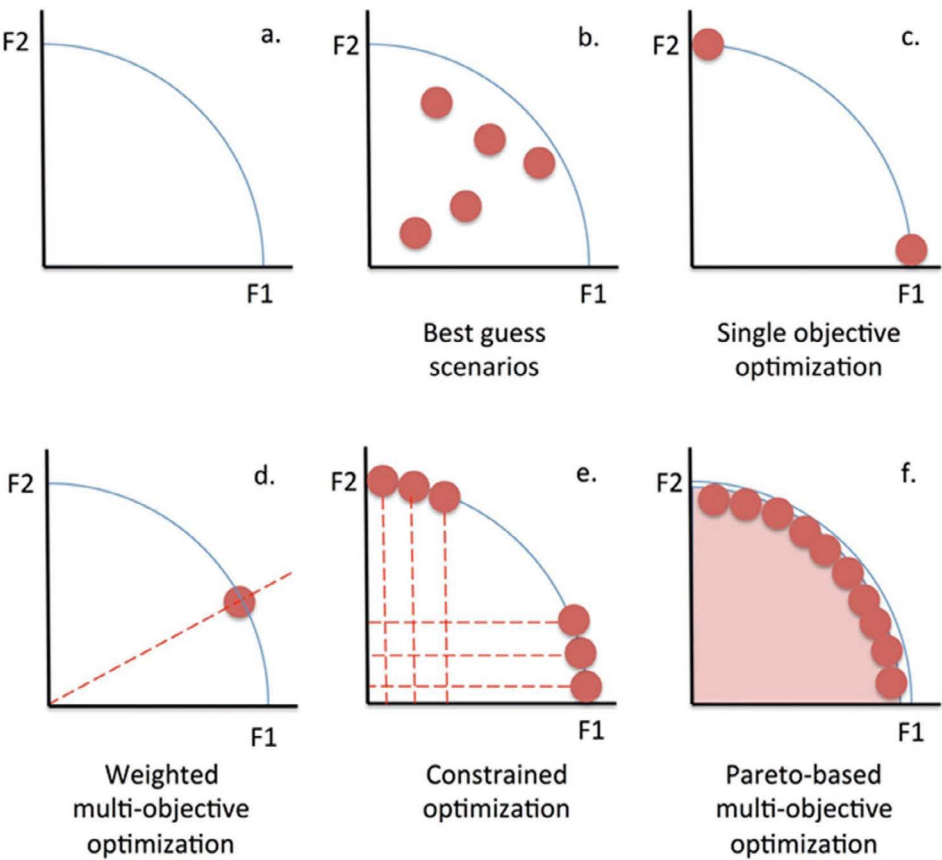 F2
a.
F1
F2
b.
F1
Best guess
scenarios
F2
c.
F1
Single objective
optimization
F2
d.
F1
Weighted
multi-objective
optimization
F2
e.
F1
Constrained
optimization
F2
f.
F1
Pareto-based
multi-objective
optimization